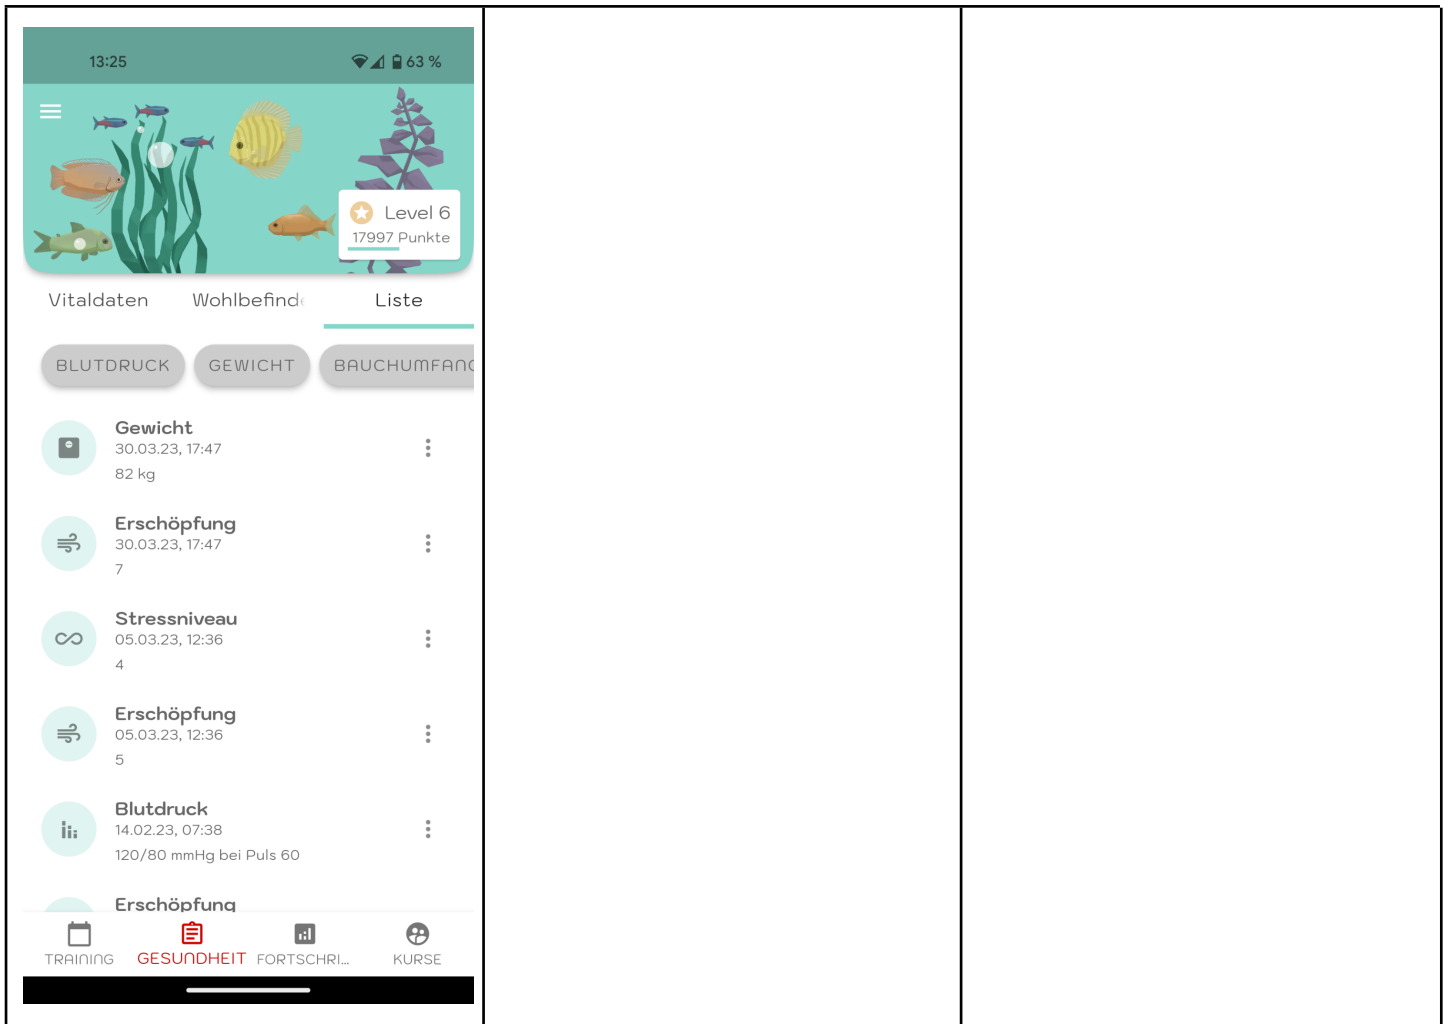 13:25
63 %
Level 6
17997 Punkte
Vitaldaten
Liste
BLUTDRUCK
GEWICHT
Gewicht
30.03.23, 17:47
82 kg
Erschöpfung
30.03.23, 17:47
7
Stressniveau
05.03.23, 12:36
4
Erschöpfung
05.03.23, 12:36
5
Blutdruck
14.02.23, 07:38
120/80 mmHg bei Puls 60
Erschöpfung
TRAINING
GESUNDHEIT
FORTSCHRI...
KURSE